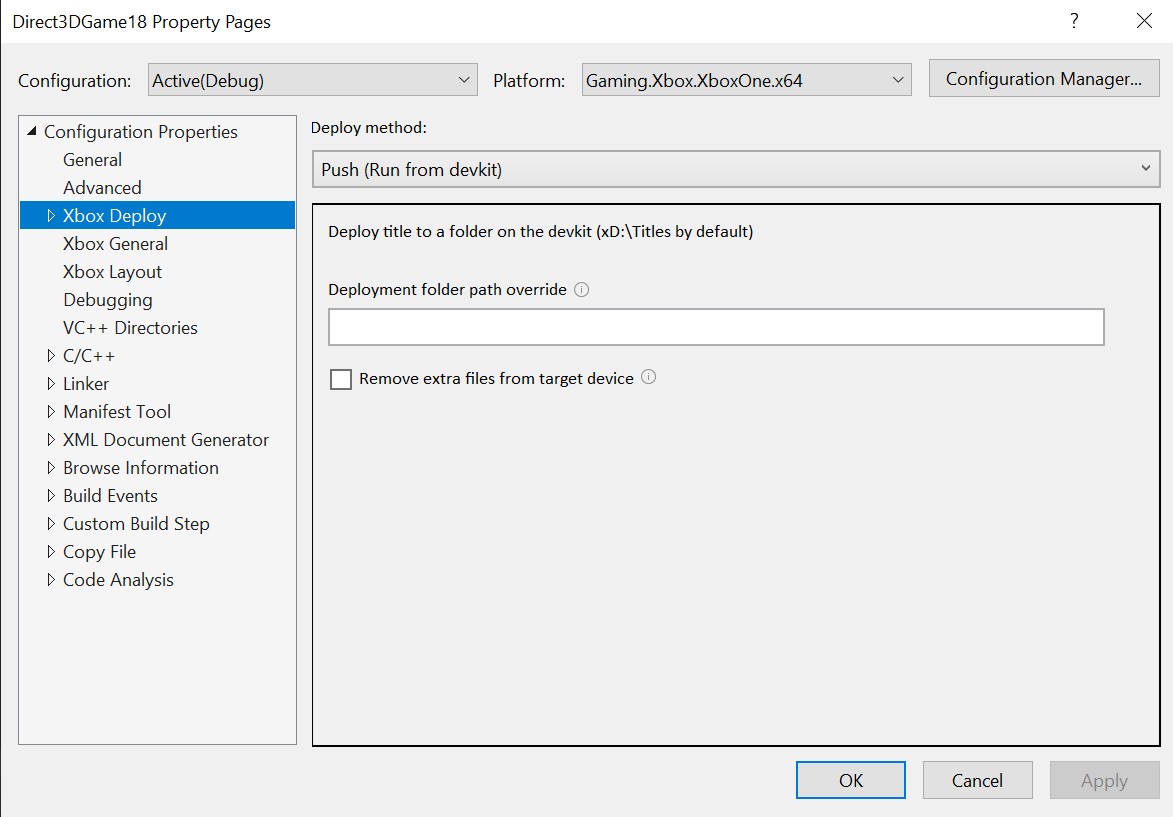 Direct3DGame18 Property Pages
?
Configuration: Active(Debug) Platform: Gaming.Xbox.XboxOne.x64 Configuration Manager...
Configuration Properties
General
Advanced
Xbox Deploy
Xbox General
Xbox Layout
Debugging
VC++ Directories
C/C++
Linker
Manifest Tool
XML Document Generator
Browse Information
Build Events
Custom Build Step
Copy File
Code Analysis
Deploy method:
Push (Run from devkit)
Deploy title to a folder on the devkit (xD:\Titles by default)
Deployment folder path override
Remove extra files from target device
OK Cancel Apply